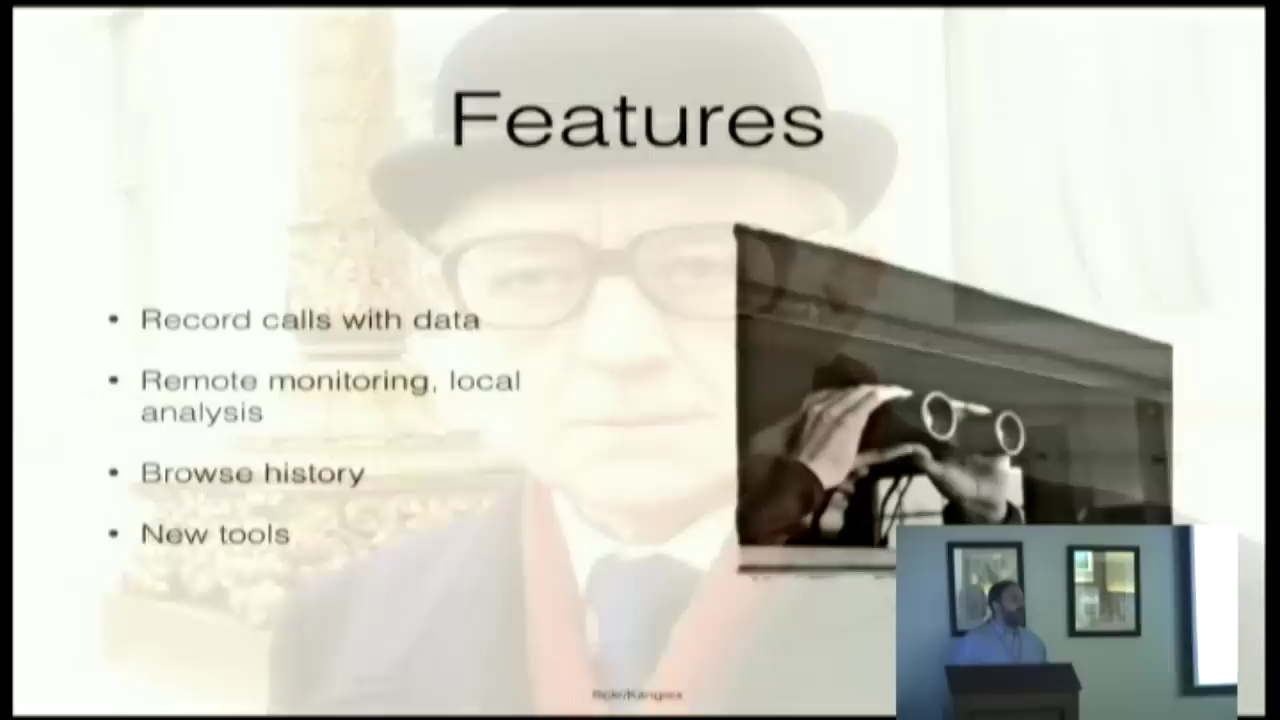 Features
• Record calls with data
• Remote monitoring, local
analysis
• Browse history
• New tools